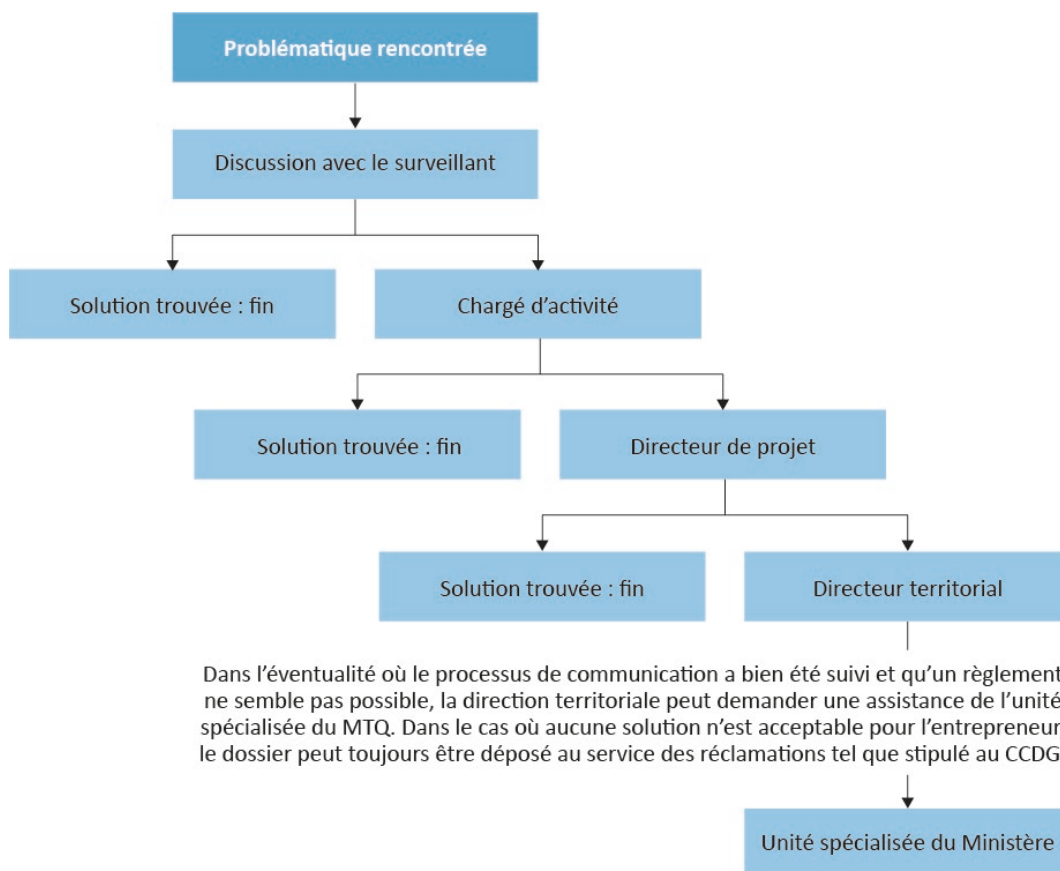 Problématique rencontrée
Discussion avec le surveillant
Solution trouvée : fin
Chargé d’activité
Solution trouvée : fin
Directeur de projet
Solution trouvée : fin
Directeur territorial
Dans l’éventualité où le processus de communication a bien été suivi et qu’un règlement
ne semble pas possible, la direction territoriale peut demander une assistance de l’unité
spécialisée du MTQ. Dans le cas où aucune solution n’est acceptable pour l’entrepreneur
le dossier peut toujours être déposé au service des réclamations tel que stipulé au CCDG
Unité spécialisée du Ministère